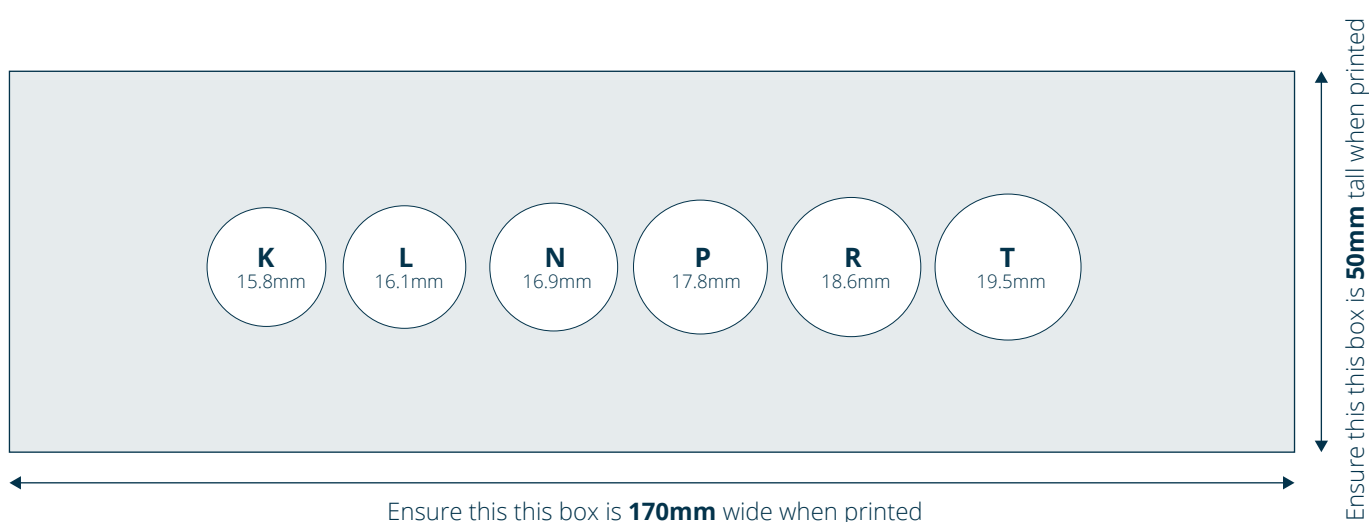 K
15.8mm
L
16.1mm
N
16.9mm
P
17.8mm
R
18.6mm
T
19.5mm
Ensure this this box is 170mm wide when printed
Ensure this this box is 50mm tall when printed